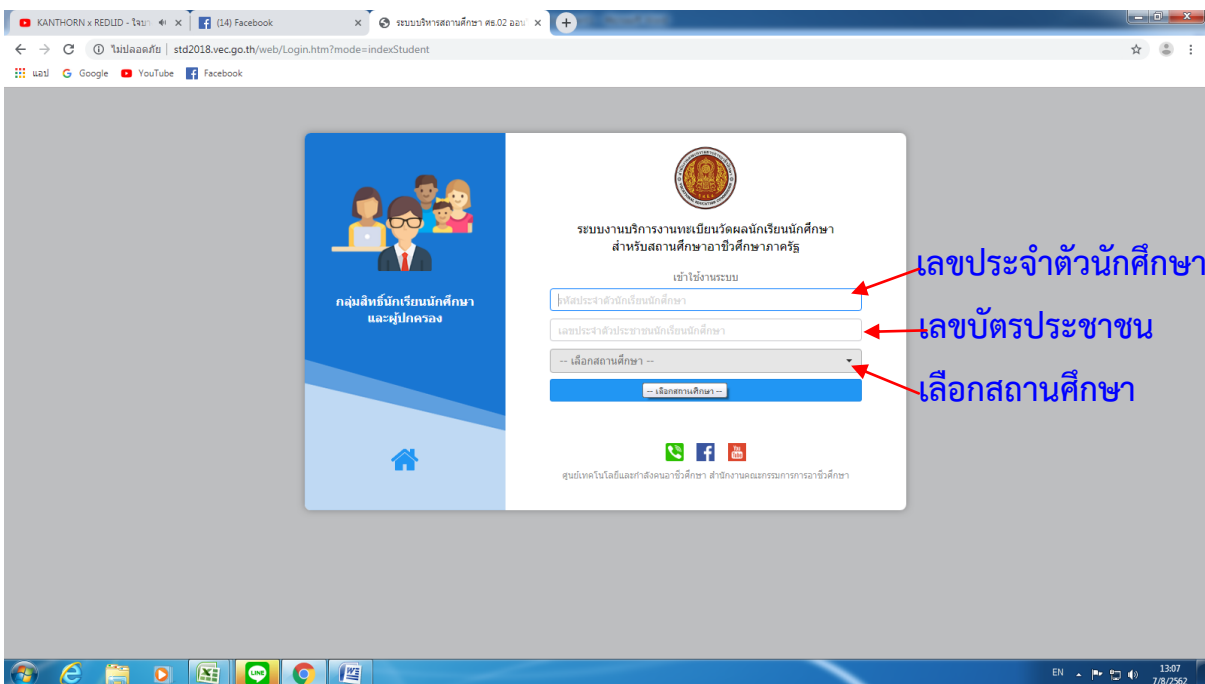 KANTHORN x REDLID - ใจบา
(14) Facebook
ระบบบริหารสถานศึกษา ศธ.02 ออน
ไม่ปลอดภัย | std2018.vec.go.th/web/Login.htm?mode=indexStudent
แอป Google YouTube Facebook
ระบบงานบริการงานทะเบียนวัดผลนักเรียนนักศึกษา
สำหรับสถานศึกษาอาชีวศึกษาภาครัฐ
เข้าใช้งานระบบ
กลุ่มสิทธิ์นักเรียนนักศึกษา
และผู้ปกครอง
รหัสประจำตัวนักเรียนนักศึกษา
เลขประจำตัวนักศึกษา
เลขประจำตัวประชาชนนักเรียนนักศึกษา
เลขบัตรประชาชน
-- เลือกสถานศึกษา --
เลือกสถานศึกษา
-- เลือกสถานศึกษา --
ศูนย์เทคโนโลยีและกำลังคนอาชีวศึกษา สำนักงานคณะกรรมการการอาชีวศึกษา
EN
13:07
7/8/2562